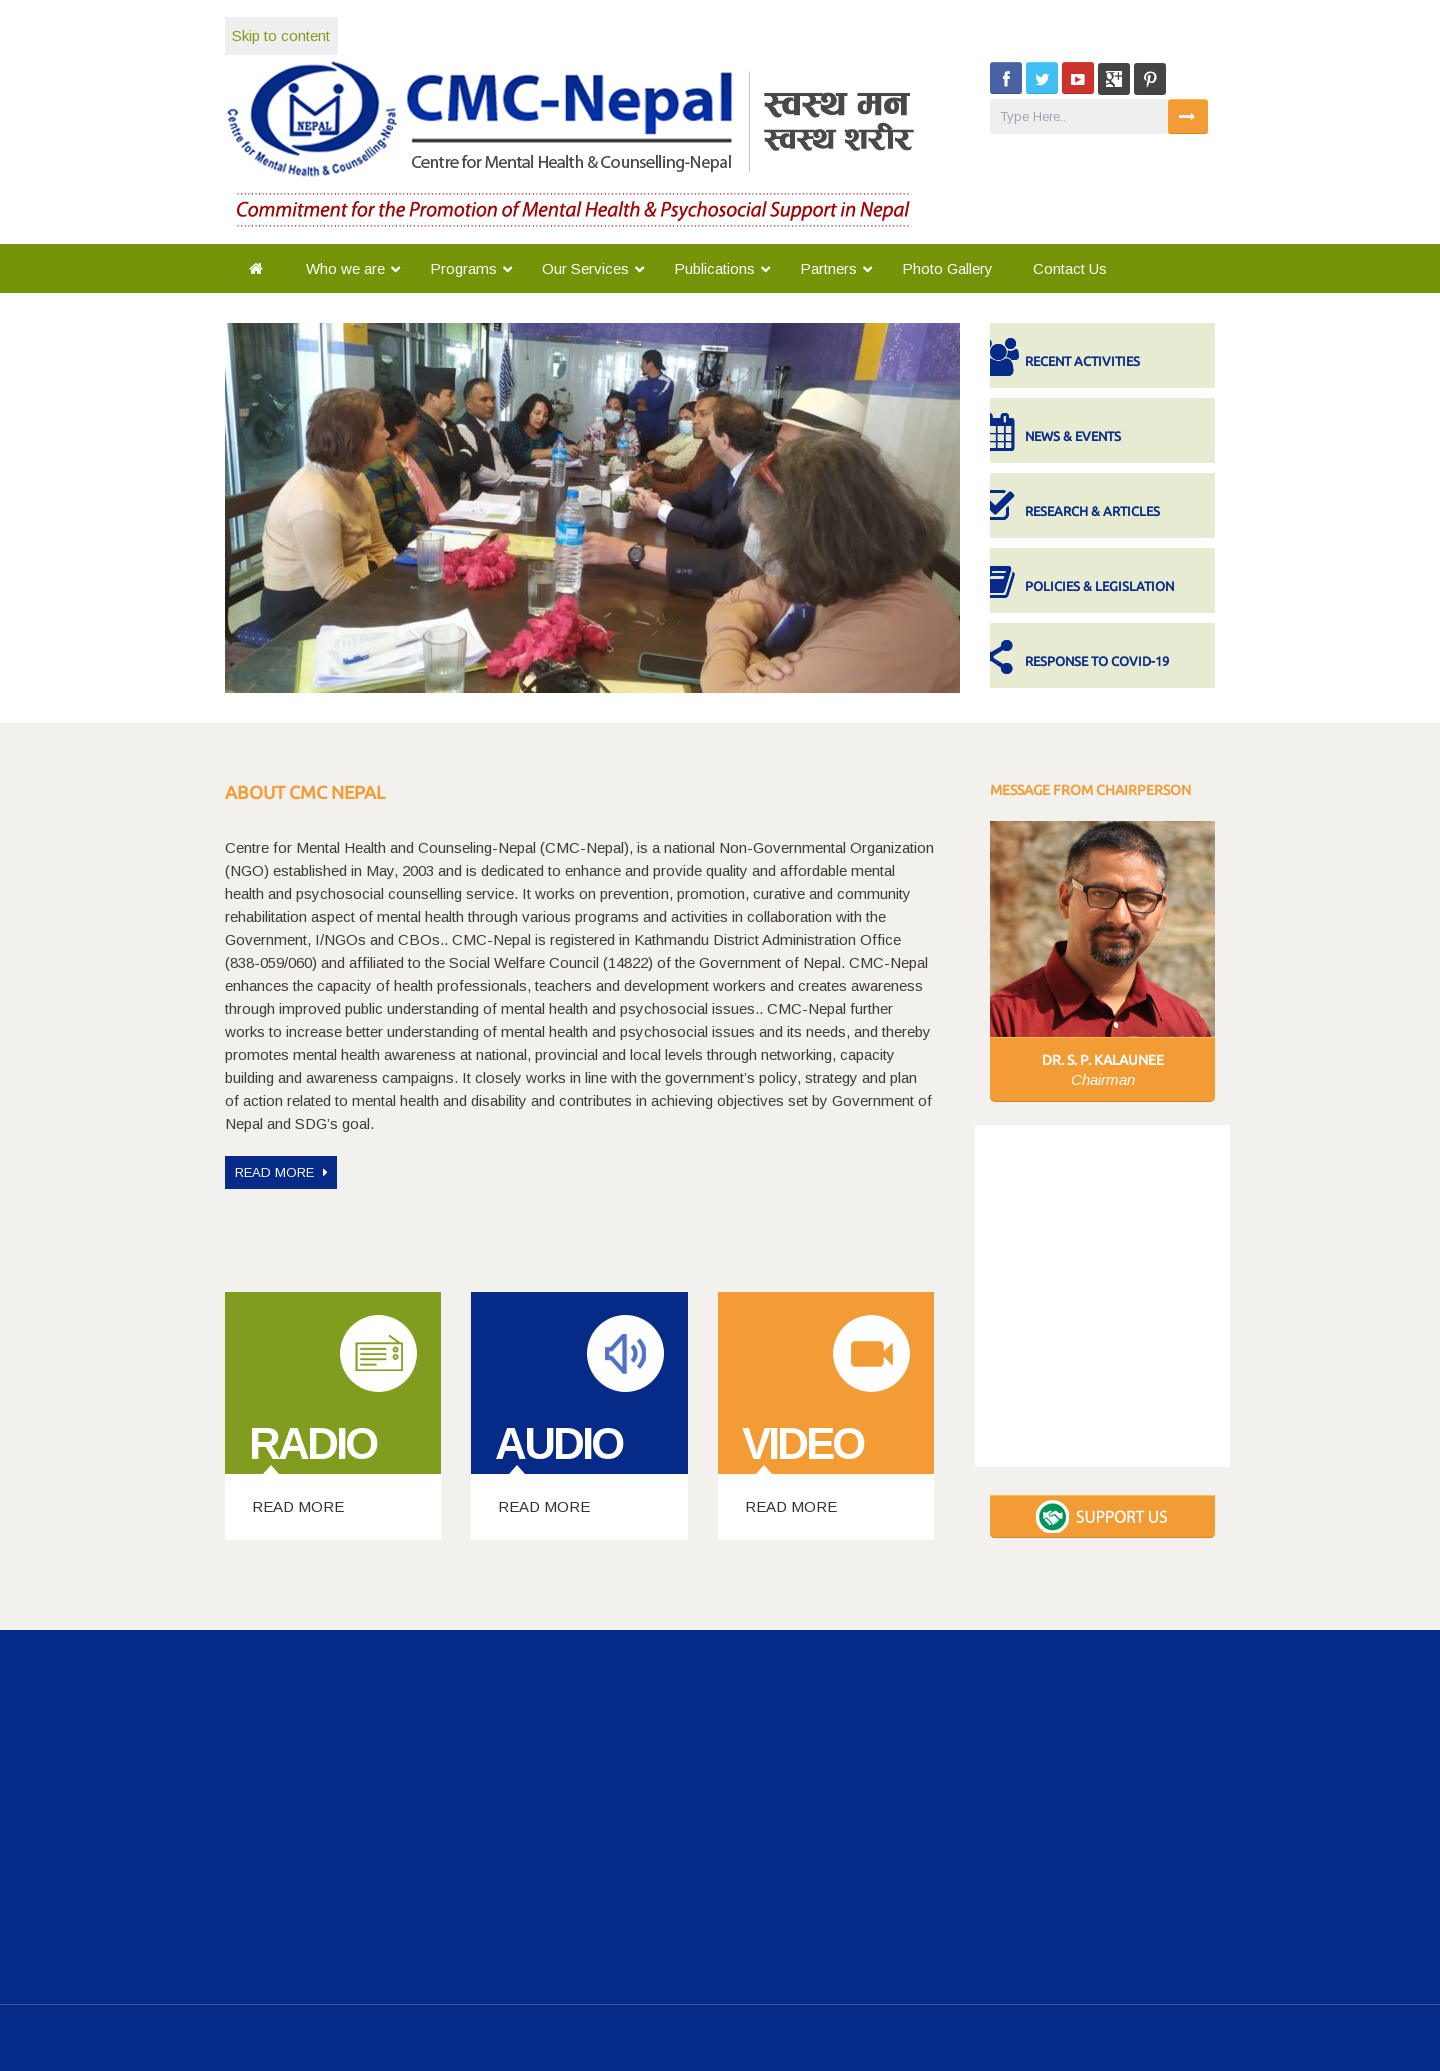 Skip to content
NEPAL
Centre for Mental Health & Counselling-Nepal
CMC-Nepal
Centre for Mental Health & Counselling-Nepal
स्वस्थ मन
स्वस्थ शरीर
Commitment for the Promotion of Mental Health & Psychosocial Support in Nepal
Type Here..
Who we are
Programs
Our Services
Publications
Partners
Photo Gallery
Contact Us
RECENT ACTIVITIES
NEWS & EVENTS
RESEARCH & ARTICLES
POLICIES & LEGISLATION
RESPONSE TO COVID-19
ABOUT CMC NEPAL
Centre for Mental Health and Counseling-Nepal (CMC-Nepal), is a national Non-Governmental Organization
(NGO) established in May, 2003 and is dedicated to enhance and provide quality and affordable mental
health and psychosocial counselling service. It works on prevention, promotion, curative and community
rehabilitation aspect of mental health through various programs and activities in collaboration with the
Government, I/NGOs and CBOs.. CMC-Nepal is registered in Kathmandu District Administration Office
(838-059/060) and affiliated to the Social Welfare Council (14822) of the Government of Nepal. CMC-Nepal
enhances the capacity of health professionals, teachers and development workers and creates awareness
through improved public understanding of mental health and psychosocial issues.. CMC-Nepal further
works to increase better understanding of mental health and psychosocial issues and its needs, and thereby
promotes mental health awareness at national, provincial and local levels through networking, capacity
building and awareness campaigns. It closely works in line with the government’s policy, strategy and plan
of action related to mental health and disability and contributes in achieving objectives set by Government of
Nepal and SDG’s goal.
READ MORE
MESSAGE FROM CHAIRPERSON
DR. S. P. KALAUNEE
Chairman
RADIO
READ MORE
AUDIO
READ MORE
VIDEO
READ MORE
SUPPORT US